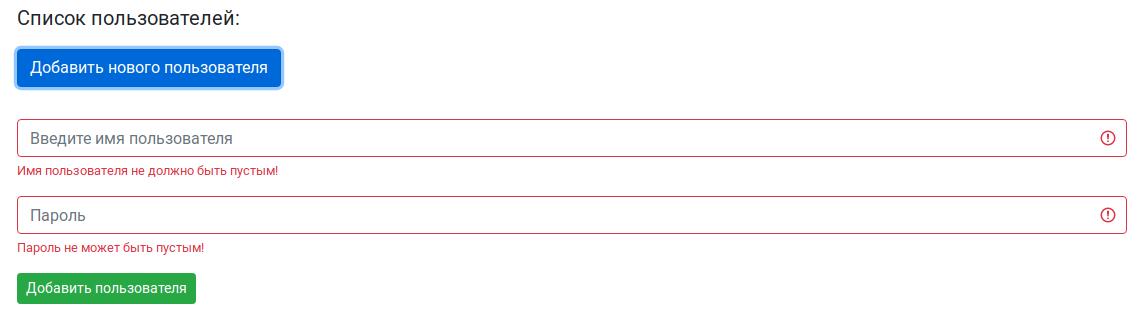 Список пользователей:
Добавить нового пользователя
Введите имя пользователя
Имя пользователя не должно быть пустым!
Пароль
Пароль не может быть пустым!
Добавить пользователя